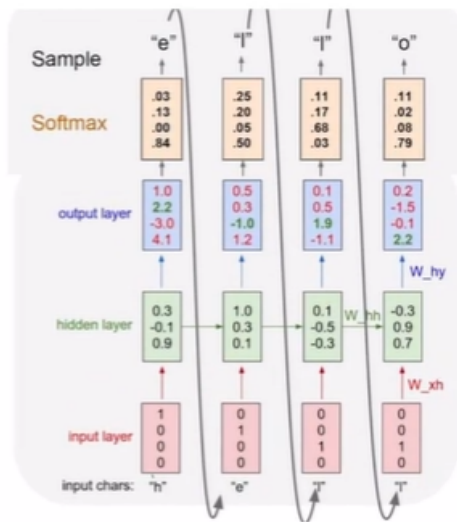 Sample "e" "l" "l" "o"
Softmax
.03 .25 .11 .11
.13 .20 .17 .02
.00 .05 .68 .08
.84 .50 .03 .79
output layer
1.0 0.5 0.1 0.2
2.2 0.3 0.5 -1.5
-3.0 -1.0 1.9 -0.1
4.1 1.2 -1.1 2.2
W_hy
hidden layer
0.3 1.0 0.1 -0.3
-0.1 0.3 -0.5 0.9
0.9 0.1 -0.3 0.7
W_hh
W_xh
input layer
1 0 0 0
0 1 0 0
0 0 1 1
0 0 0 0
input chars: "h" "e" "l" "l"